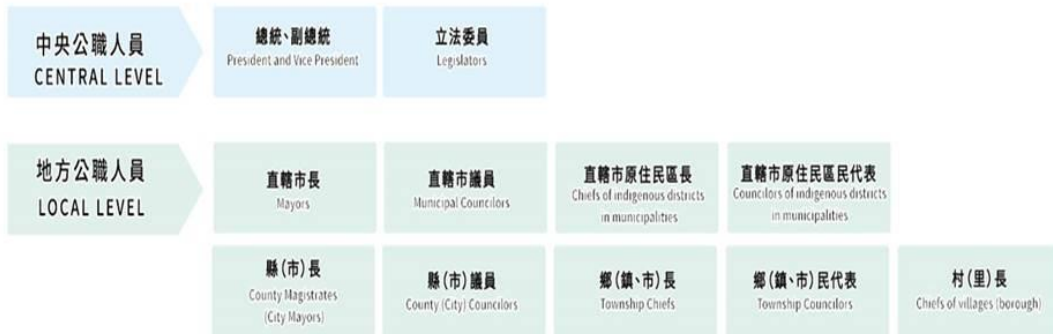 中央公職人員
CENTRAL LEVEL
總統、副總統
President and Vice President
立法委員
Legislators
地方公職人員
LOCAL LEVEL
直轄市長
Mayors
直轄市議員
Municipal Councilors
直轄市原住民區長
Chiefs of indigenous districts
in municipalities
直轄市原住民區民代表
Councilors of indigenous districts
in municipalities
縣(市)長
County Magistrates
(City Mayors)
縣(市)議員
County (City) Councilors
鄉(鎮、市)長
Township Chiefs
鄉(鎮、市)民代表
Township Councilors
村(里)長
Chiefs of villages (borough)